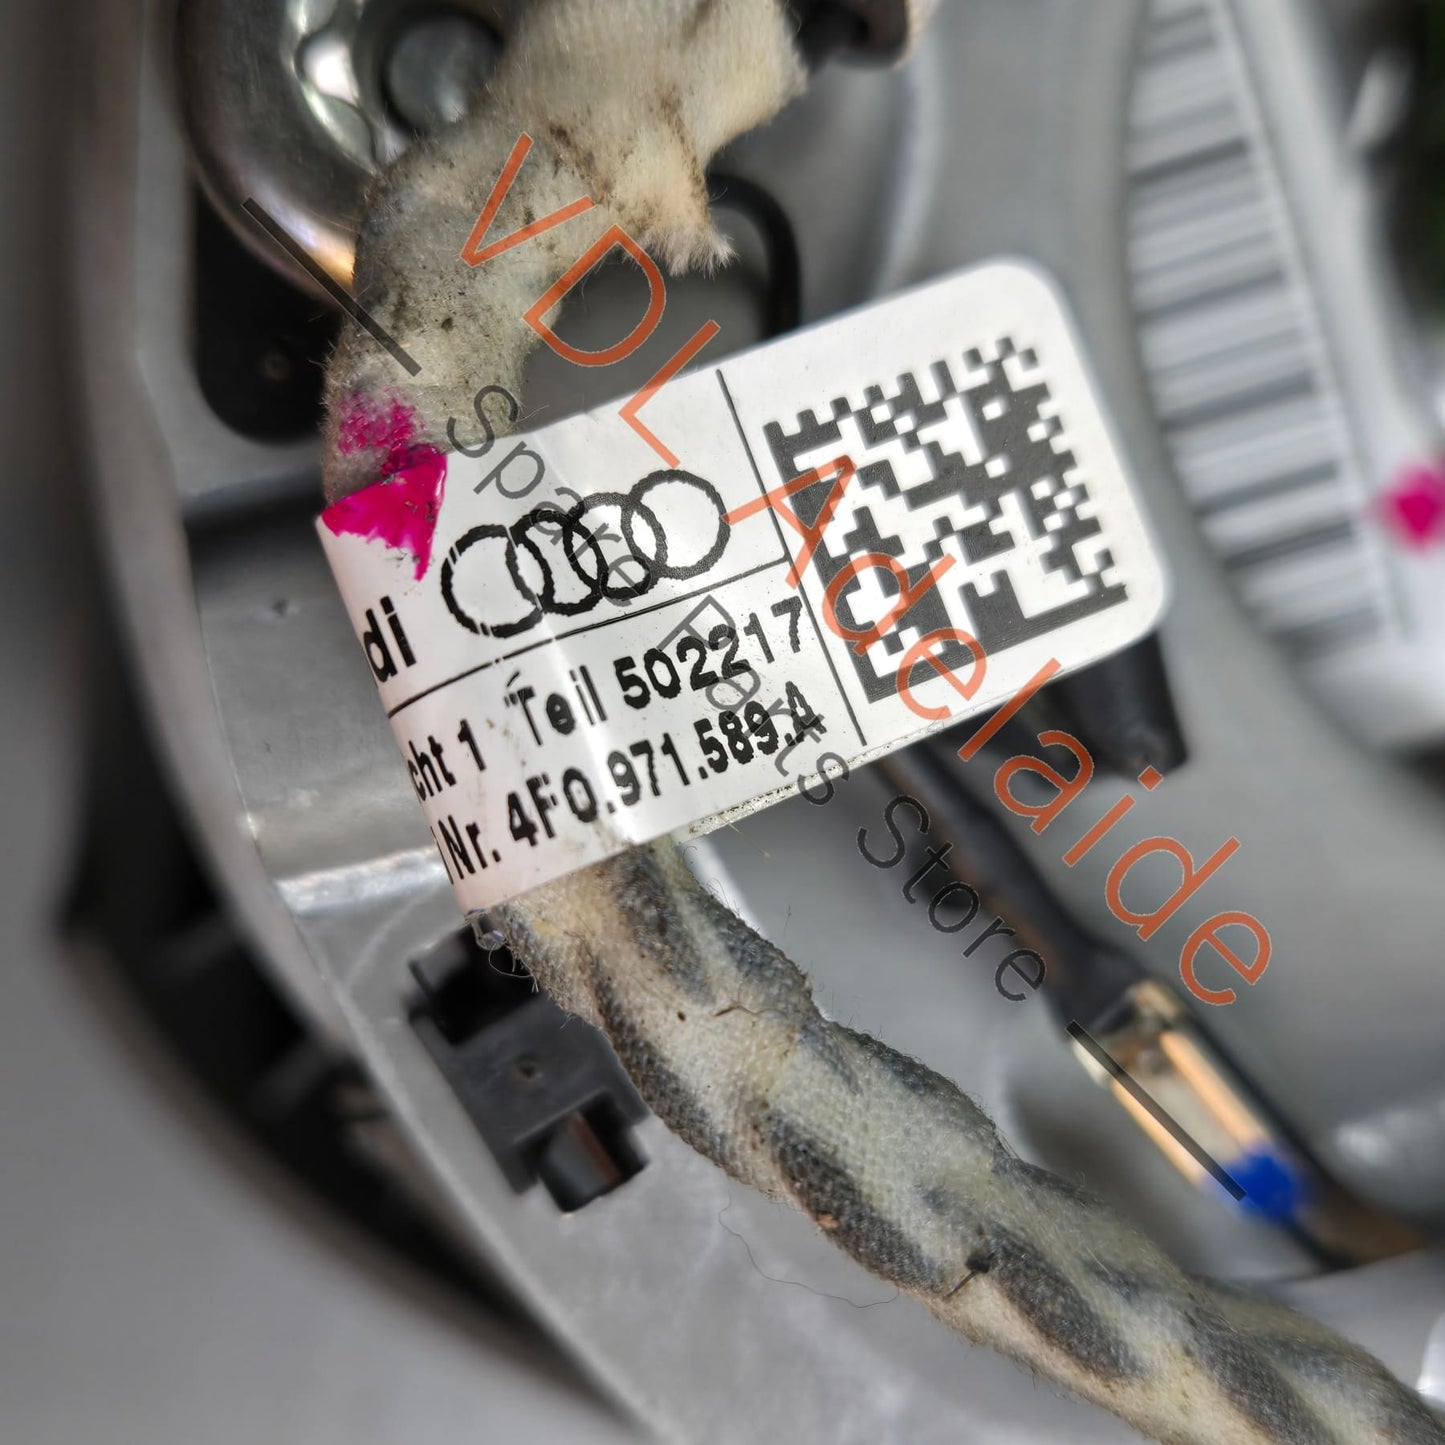 di
cht 1 Teil 502217
Nr. 4F0.971.589.A
VDL Adelaide
Spare Parts Store